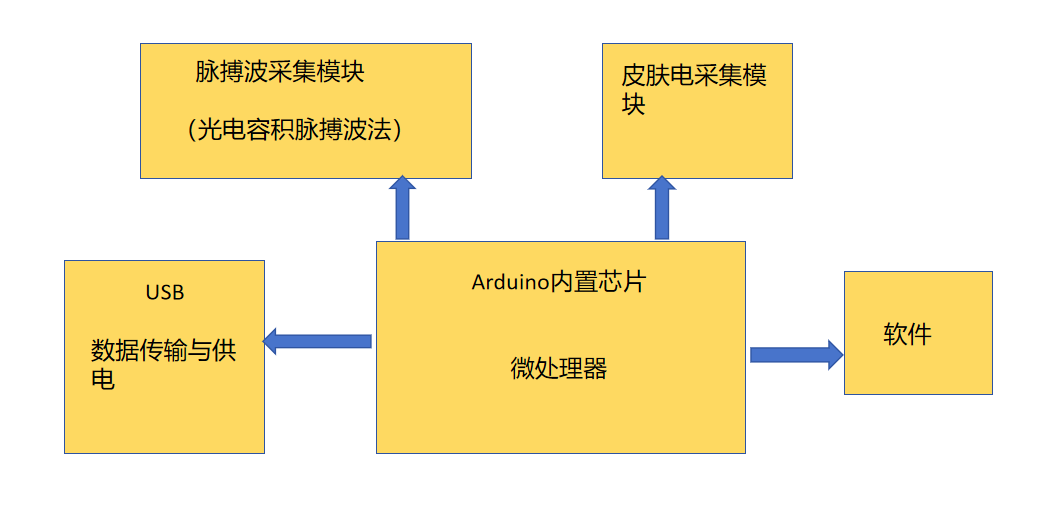 脉搏波采集模块
（光电容积脉搏波法）
皮肤电采集模
块
USB
数据传输与供
电
Arduino内置芯片
微处理器
软件